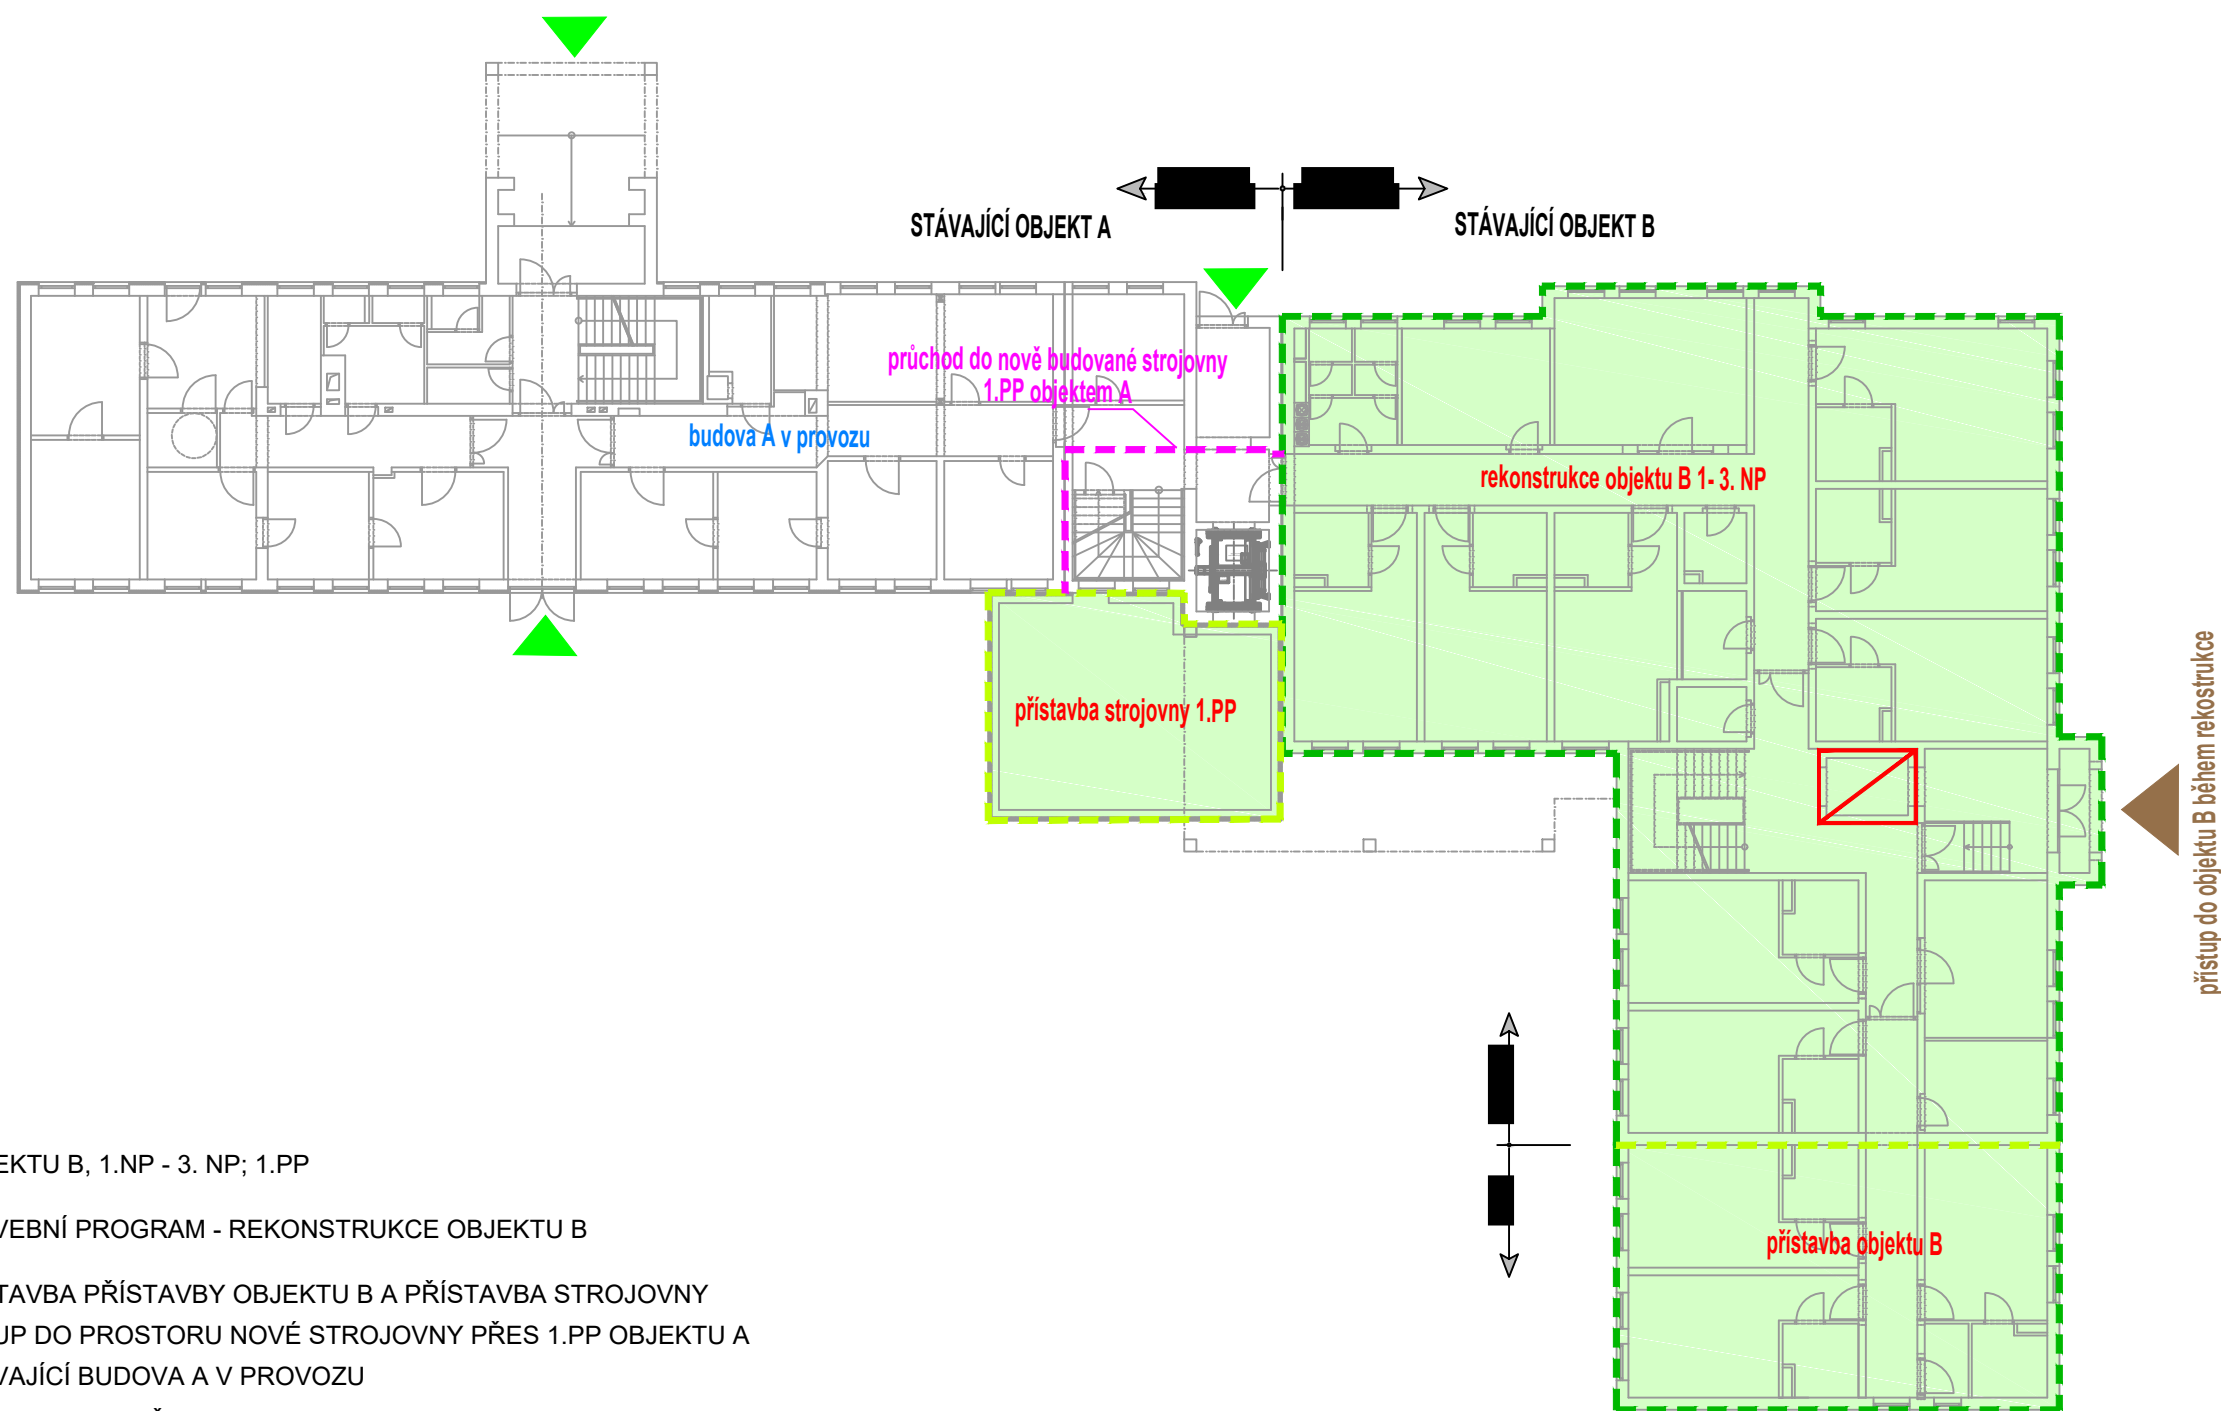 STÁVAJÍCÍ OBJEKT A
STÁVAJÍCÍ OBJEKT B
průchod do nově budované strojovny
1.PP objektem A
budova A v provozu
rekonstrukce objektu B 1- 3. NP
přístavba strojovny 1.PP
přístup do objektu B během rekostrukce
přístavba objektu B
EKTU B, 1.NP - 3. NP; 1.PP
VEBNÍ PROGRAM - REKONSTRUKCE OBJEKTU B
TAVBA PŘÍSTAVBY OBJEKTU B A PŘÍSTAVBA STROJOVNY
UP DO PROSTORU NOVÉ STROJOVNY PŘES 1.PP OBJEKTU A
VAJÍCÍ BUDOVA A V PROVOZU